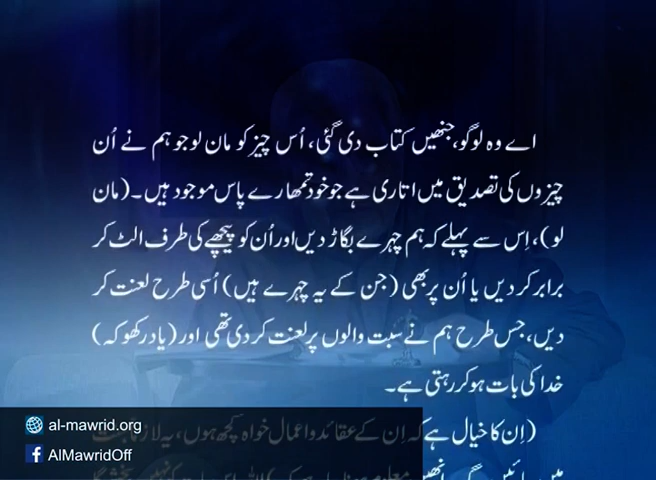 اے وہ لوگو، جنھیں کتاب دی گئی، اُس چیز کو مان لو جو ہم نے اُن
چیزوں کی تصدیق میں اتاری ہے جو خود تمھارے پاس موجود ہیں۔ (مان
لو)، اِس سے پہلے کہ ہم چہرے بگاڑ دیں اور اُن کو پیچھے کی طرف الٹ کر
برابر کر دیں یا اُن پر بھی (جن کے یہ چہرے ہیں) اُسی طرح لعنت کر
دیں، جس طرح ہم نے سبت والوں پر لعنت کر دی تھی اور (یاد رکھو کہ)
خدا کی بات ہو کر رہتی ہے۔
(اِن کا خیال ہے کہ اِن کے عقائد و اعمال خواہ کچھ ہوں، یہ لازماً
al-mawrid.org
AlMawridOff